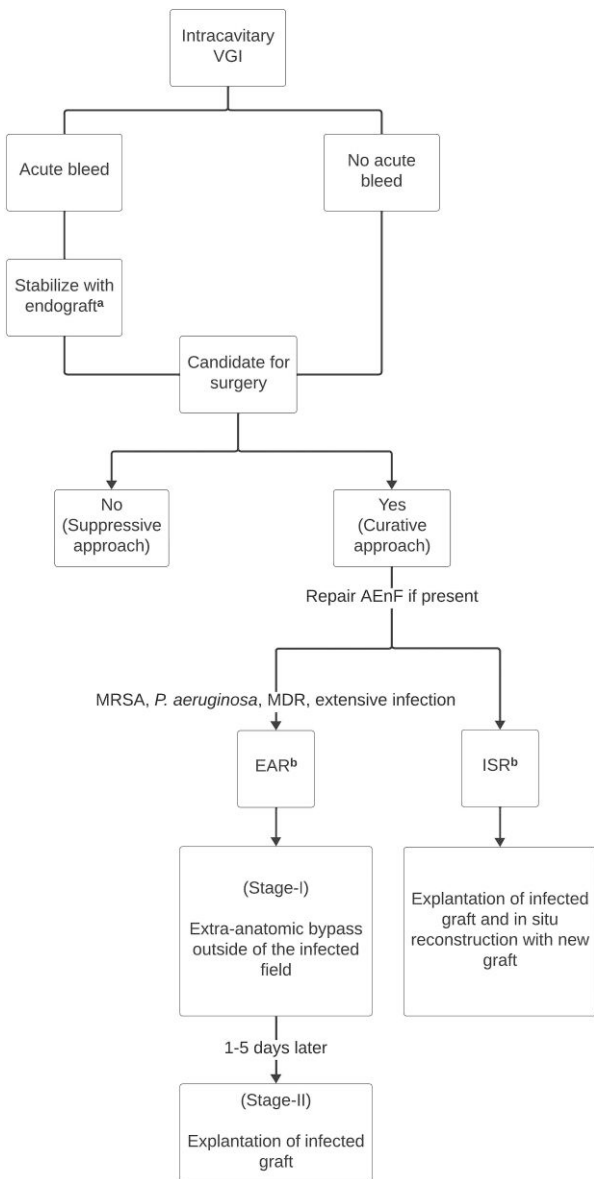 Intracavitary
VGI
Acute bleed
No acute
bleed
Stabilize with
endograftᵃ
Candidate for
surgery
No
(Suppressive
approach)
Yes
(Curative
approach)
Repair AEnF if present
MRSA, P. aeruginosa, MDR, extensive infection
EARᵇ
ISRᵇ
(Stage-I)
Extra-anatomic bypass
outside of the infected
field
Explantation of infected
graft and in situ
reconstruction with new
graft
1-5 days later
(Stage-II)
Explantation of infected
graft